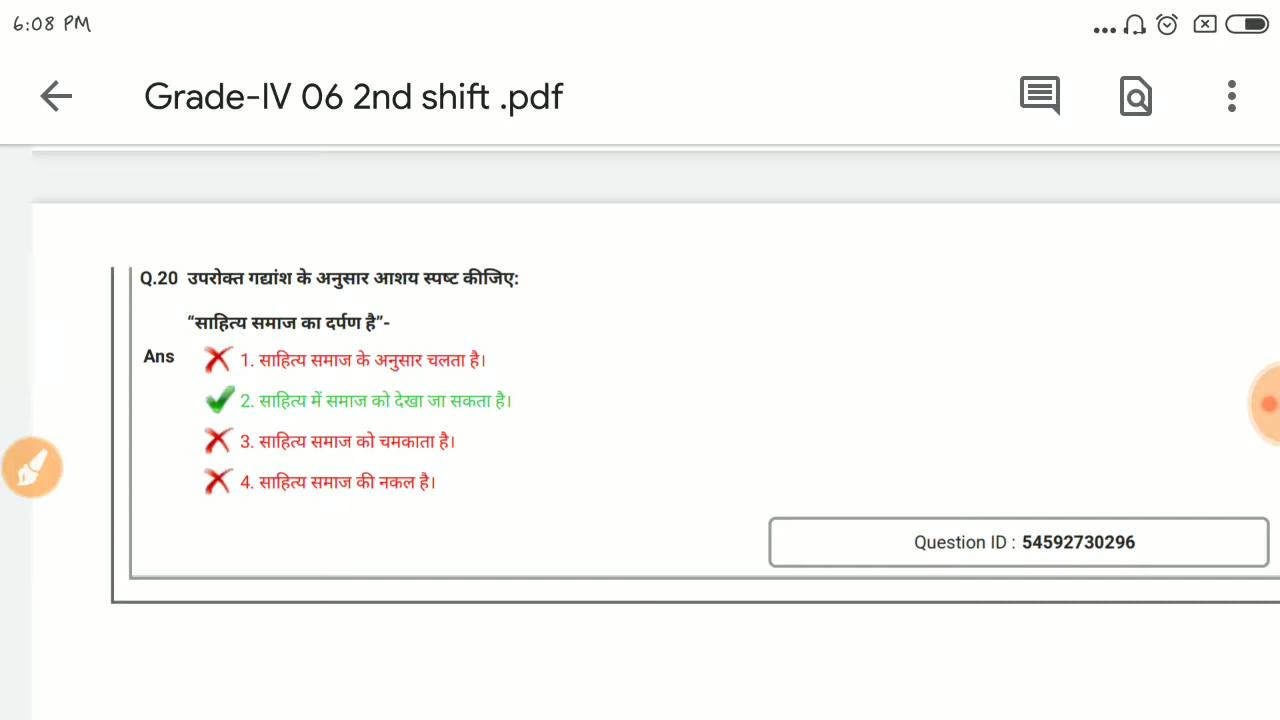 6:08 PM
Grade-IV 06 2nd shift .pdf
Q.20 उपरोक्त गद्यांश के अनुसार आशय स्पष्ट कीजिए:
“साहित्य समाज का दर्पण है”-
Ans 1. साहित्य समाज के अनुसार चलता है।
2. साहित्य में समाज को देखा जा सकता है।
3. साहित्य समाज को चमकाता है।
4. साहित्य समाज की नकल है।
Question ID : 54592730296